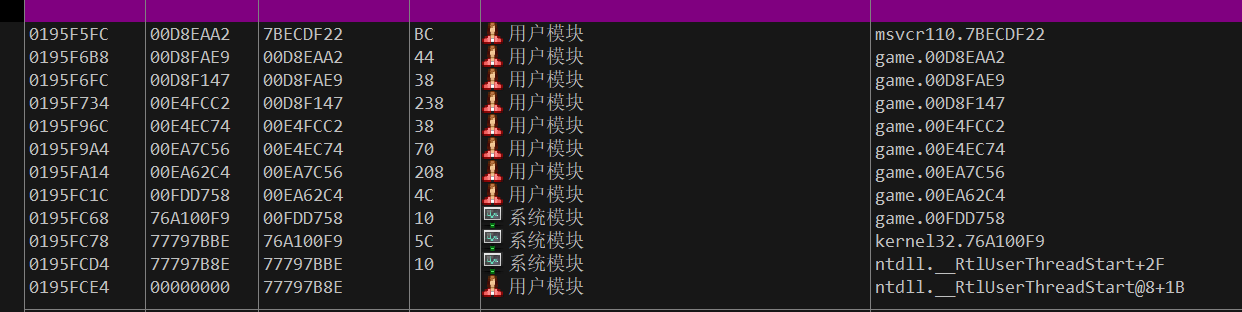 0195F5FC 00D8EAA2 7BECDF22 BC 用户模块 msvcr110.7BECDF22
0195F6B8 00D8FAE9 00D8EAA2 44 用户模块 game.00D8EAA2
0195F6FC 00D8F147 00D8FAE9 38 用户模块 game.00D8FAE9
0195F734 00E4FCC2 00D8F147 238 用户模块 game.00D8F147
0195F96C 00E4EC74 00E4FCC2 38 用户模块 game.00E4FCC2
0195F9A4 00EA7C56 00E4EC74 70 用户模块 game.00E4EC74
0195FA14 00EA62C4 00EA7C56 208 用户模块 game.00EA7C56
0195FC1C 00FDD758 00EA62C4 4C 用户模块 game.00EA62C4
0195FC68 76A100F9 00FDD758 10 系统模块 game.00FDD758
0195FC78 77797BBE 76A100F9 5C 系统模块 kernel32.76A100F9
0195FCD4 77797B8E 77797BBE 10 系统模块 ntdll.__RtlUserThreadStart+2F
0195FCE4 00000000 77797B8E 用户模块 ntdll.__RtlUserThreadStart@8+1B